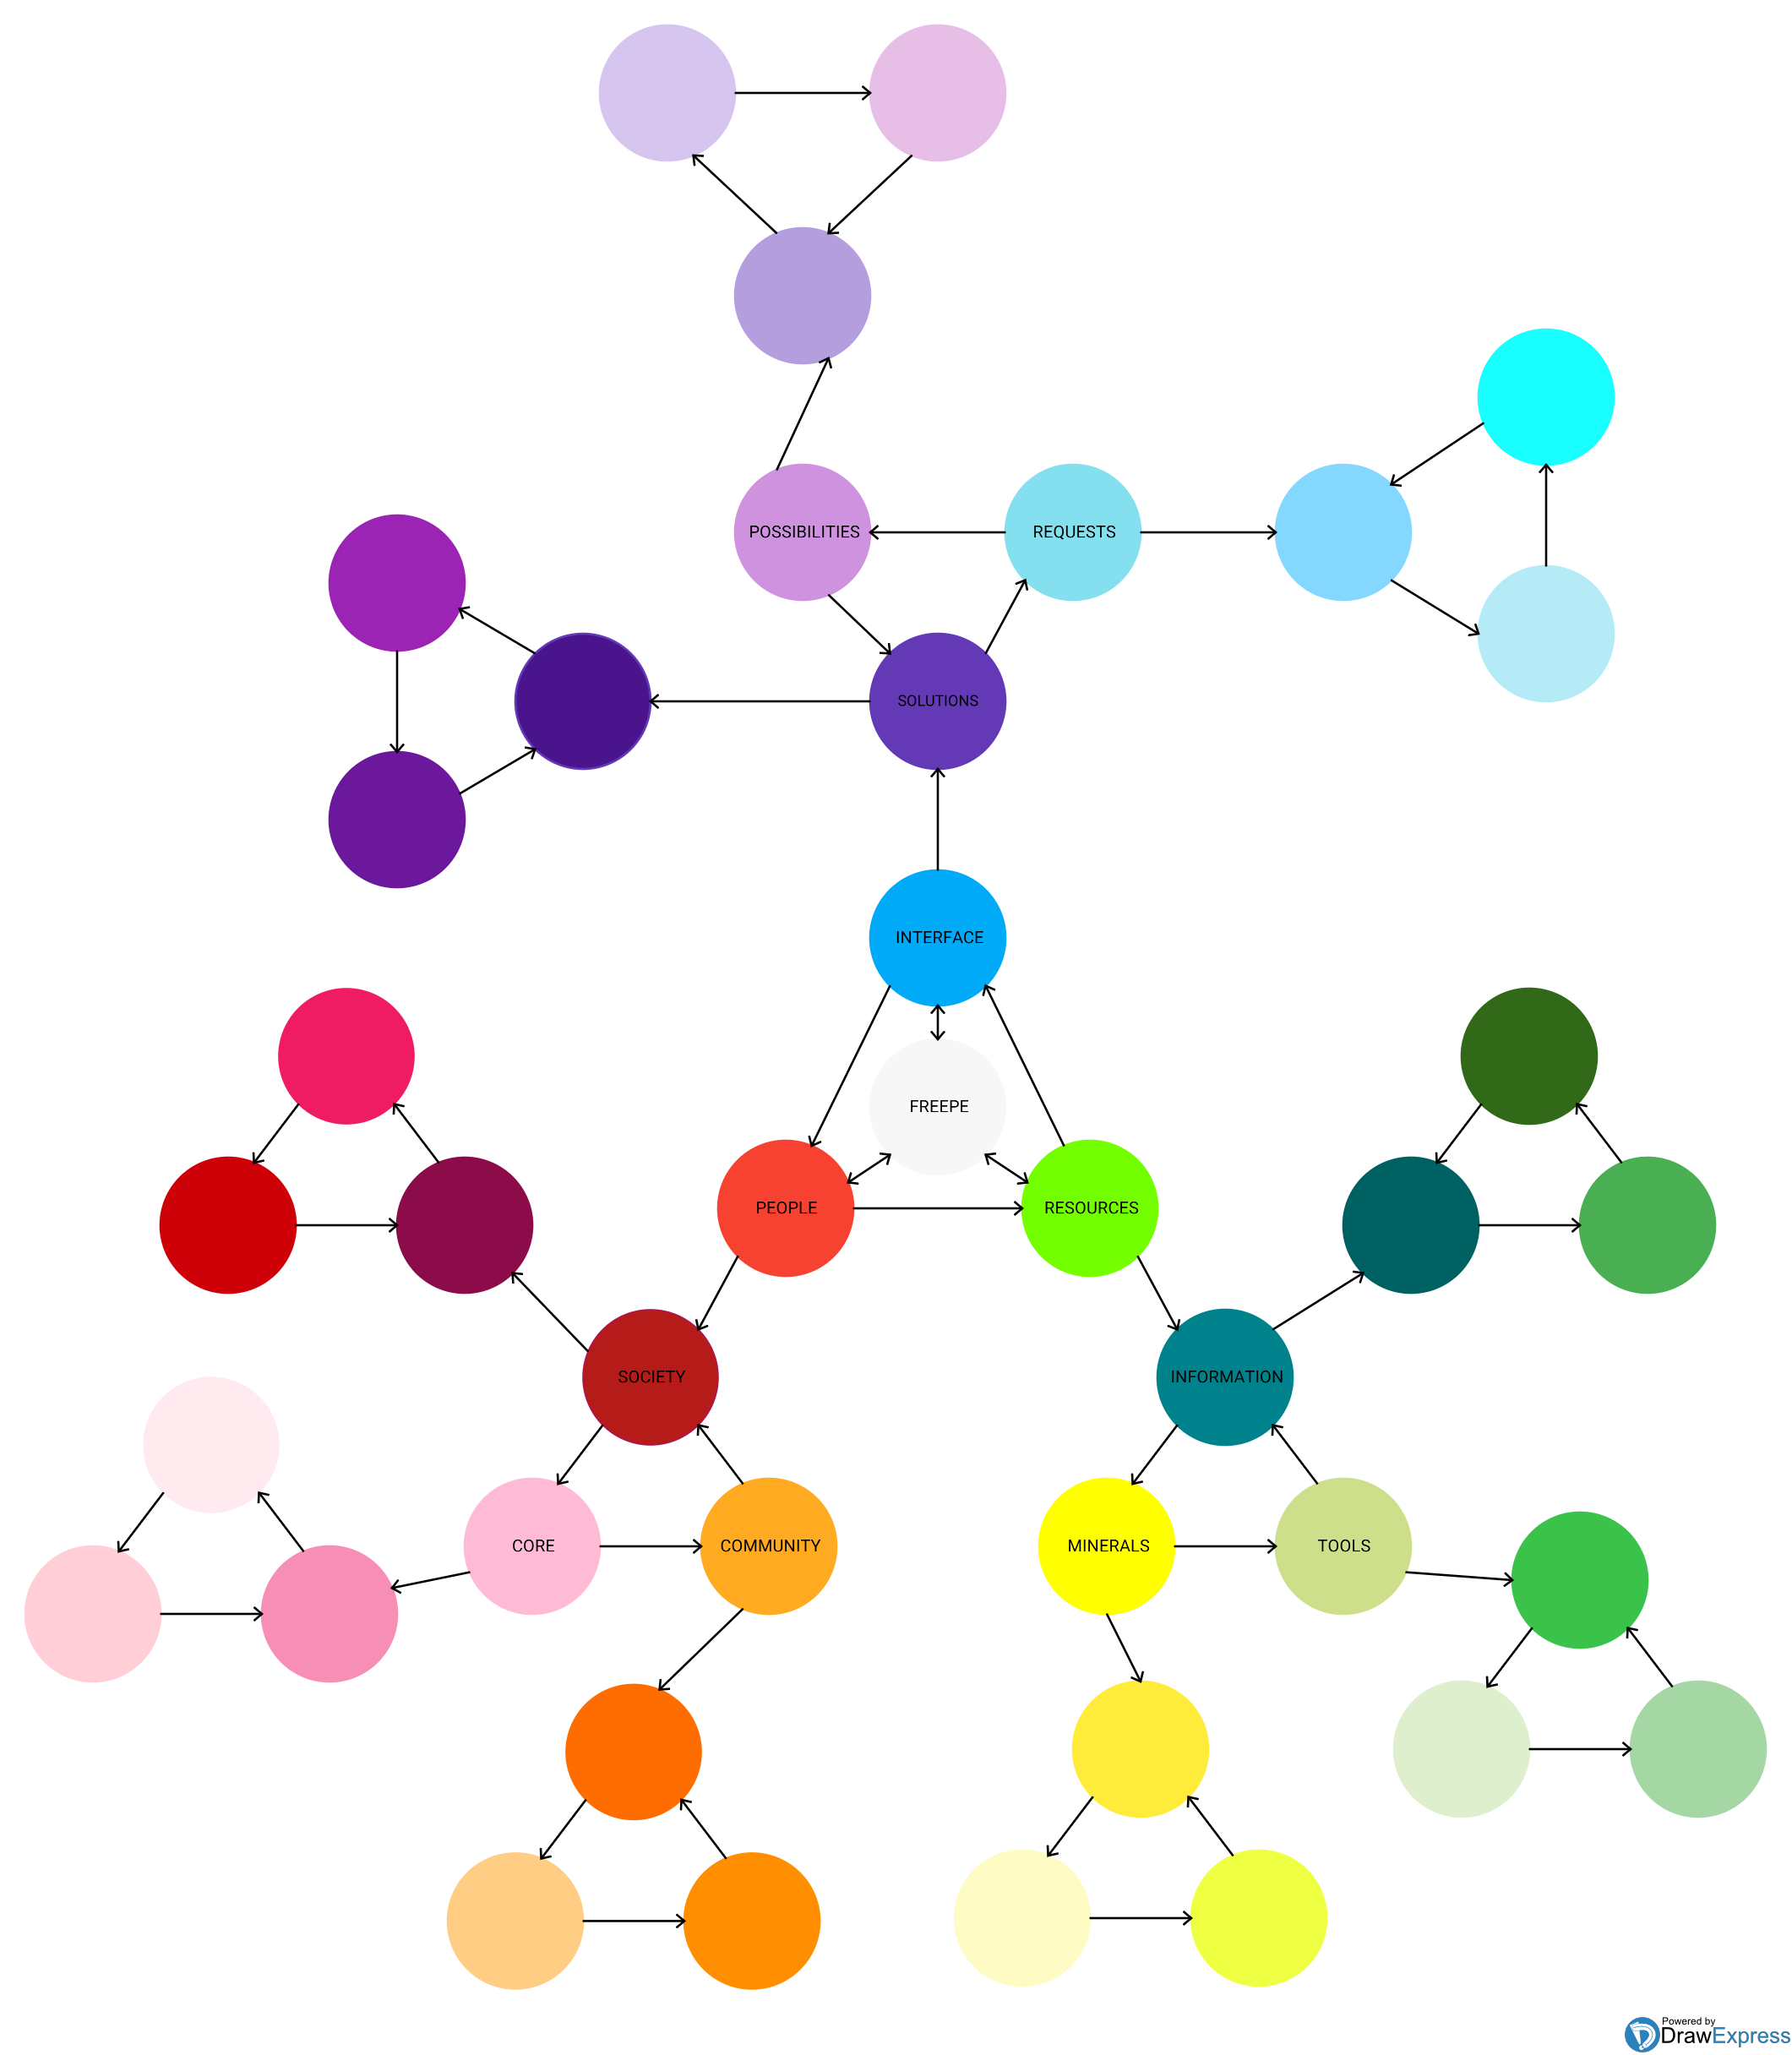 POSSIBILITIES
REQUESTS
SOLUTIONS
INTERFACE
FREEPE
PEOPLE
RESOURCES
SOCIETY
INFORMATION
CORE
COMMUNITY
MINERALS
TOOLS
Powered by
DrawExpress